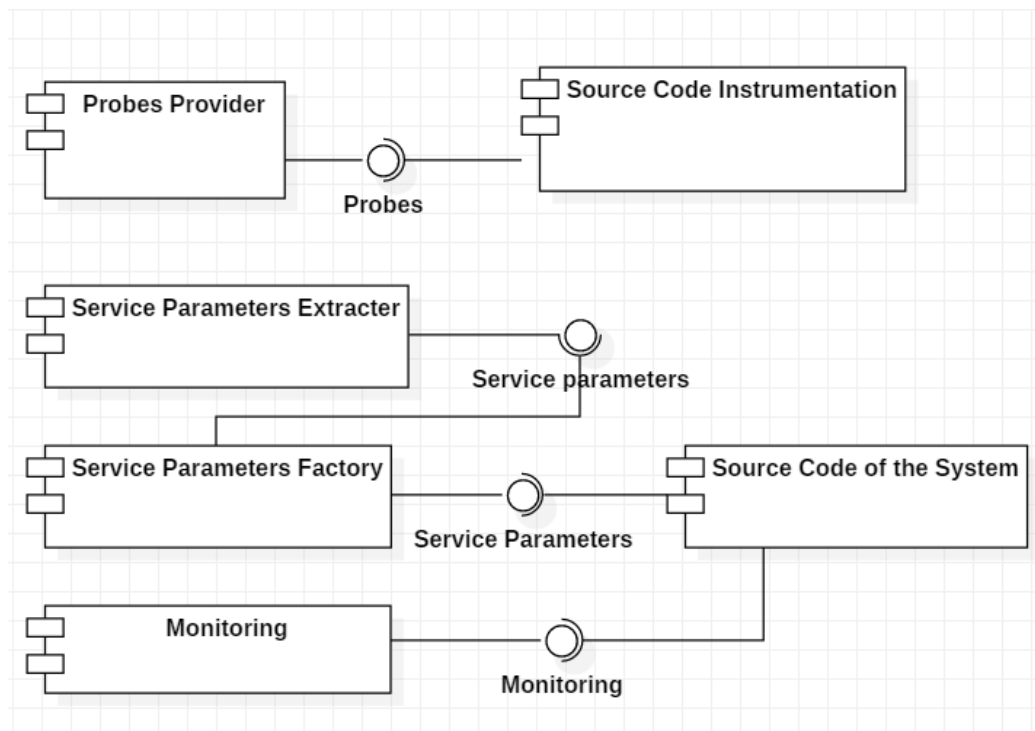 Probes Provider
Source Code Instrumentation
Probes
Service Parameters Extracter
Service parameters
Service Parameters Factory
Source Code of the System
Service Parameters
Monitoring
Monitoring